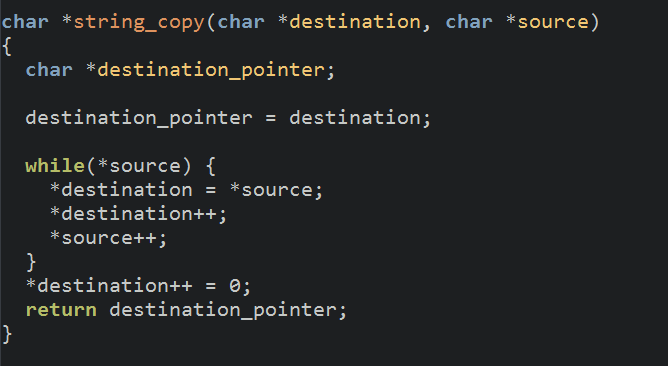 char *string_copy(char *destination, char *source)
{
  char *destination_pointer;

  destination_pointer = destination;

  while(*source) {
    *destination = *source;
    *destination++;
    *source++;
  }
  *destination++ = 0;
  return destination_pointer;
}